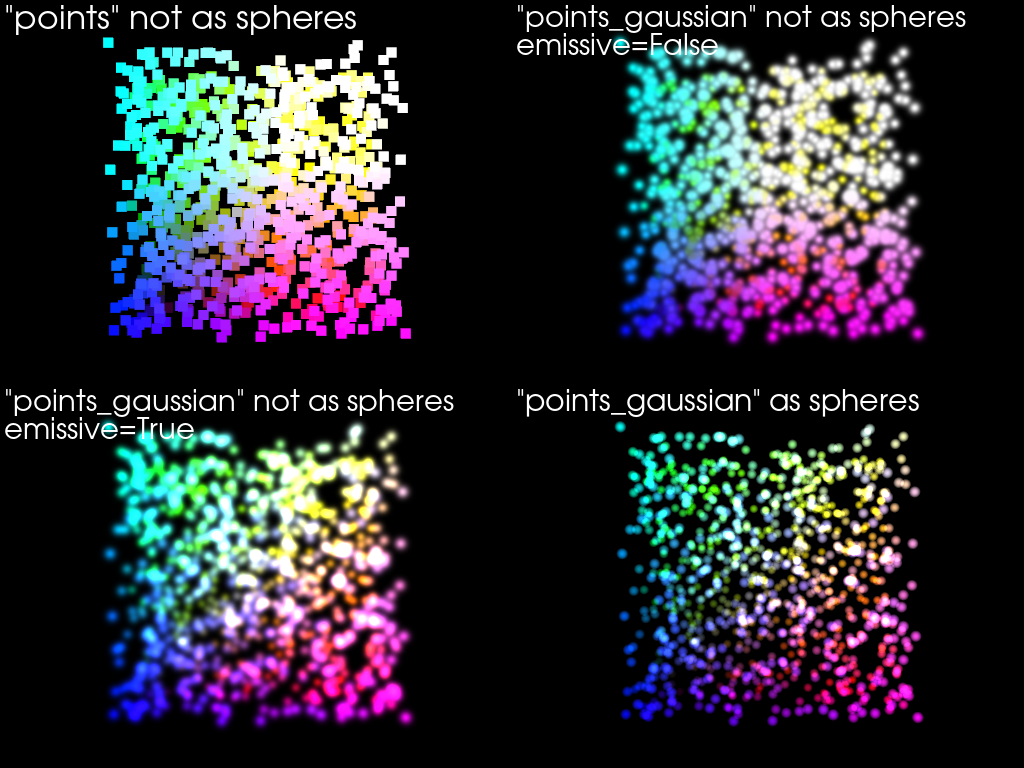 "points" not as spheres
"points_gaussian" not as spheres
emissive=False
"points_gaussian" not as spheres
emissive=True
"points_gaussian" as spheres